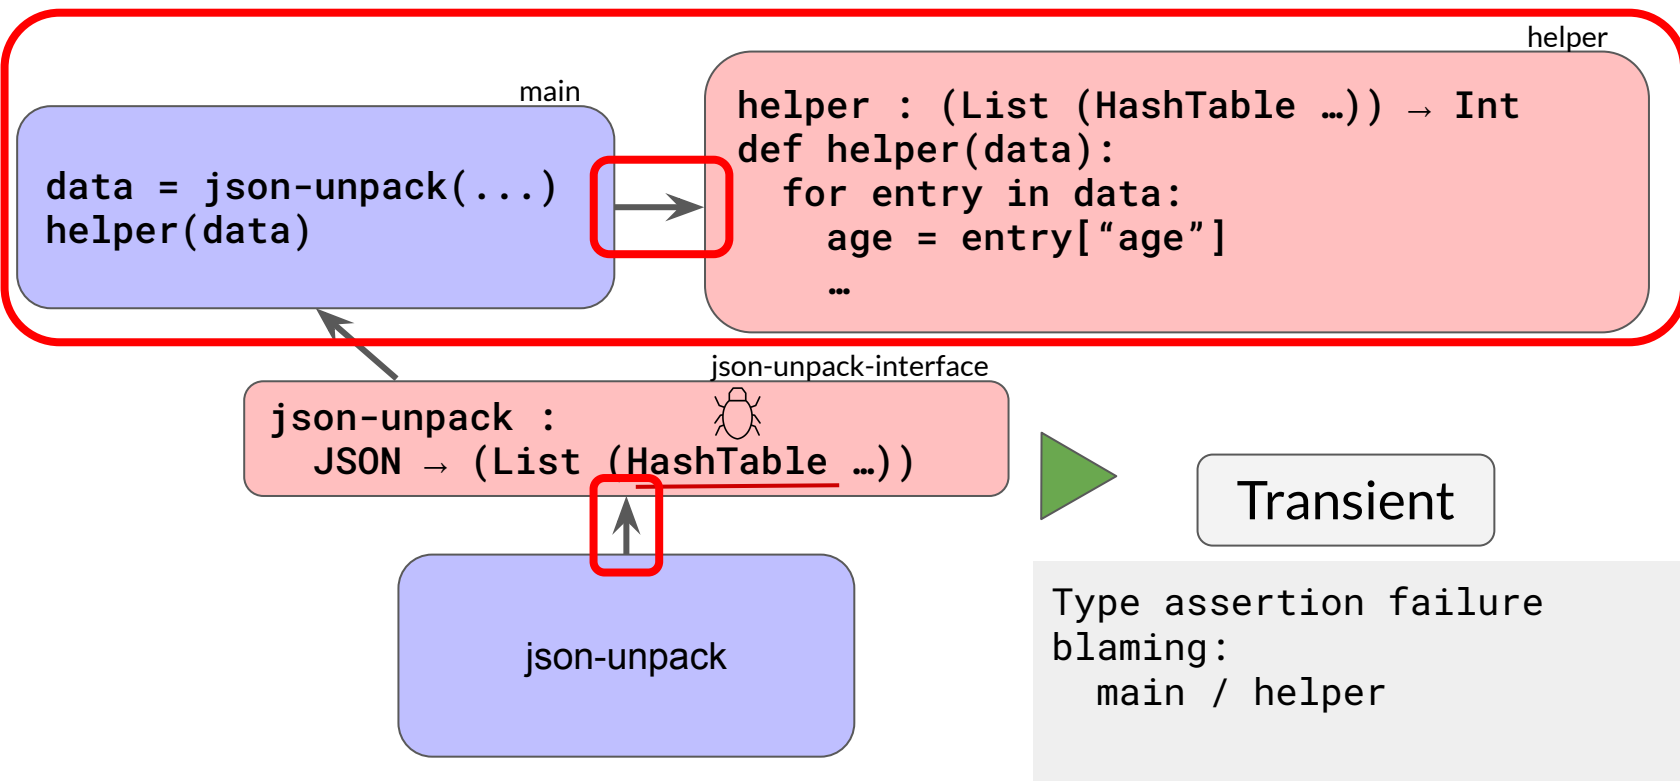 main
data = json-unpack(...)
helper(data)
helper
helper : (List (HashTable …)) → Int
def helper(data):
  for entry in data:
    age = entry[“age”]
    …
json-unpack-interface
json-unpack :
  JSON → (List (HashTable …))
json-unpack
Transient
Type assertion failure
blaming:
  main / helper